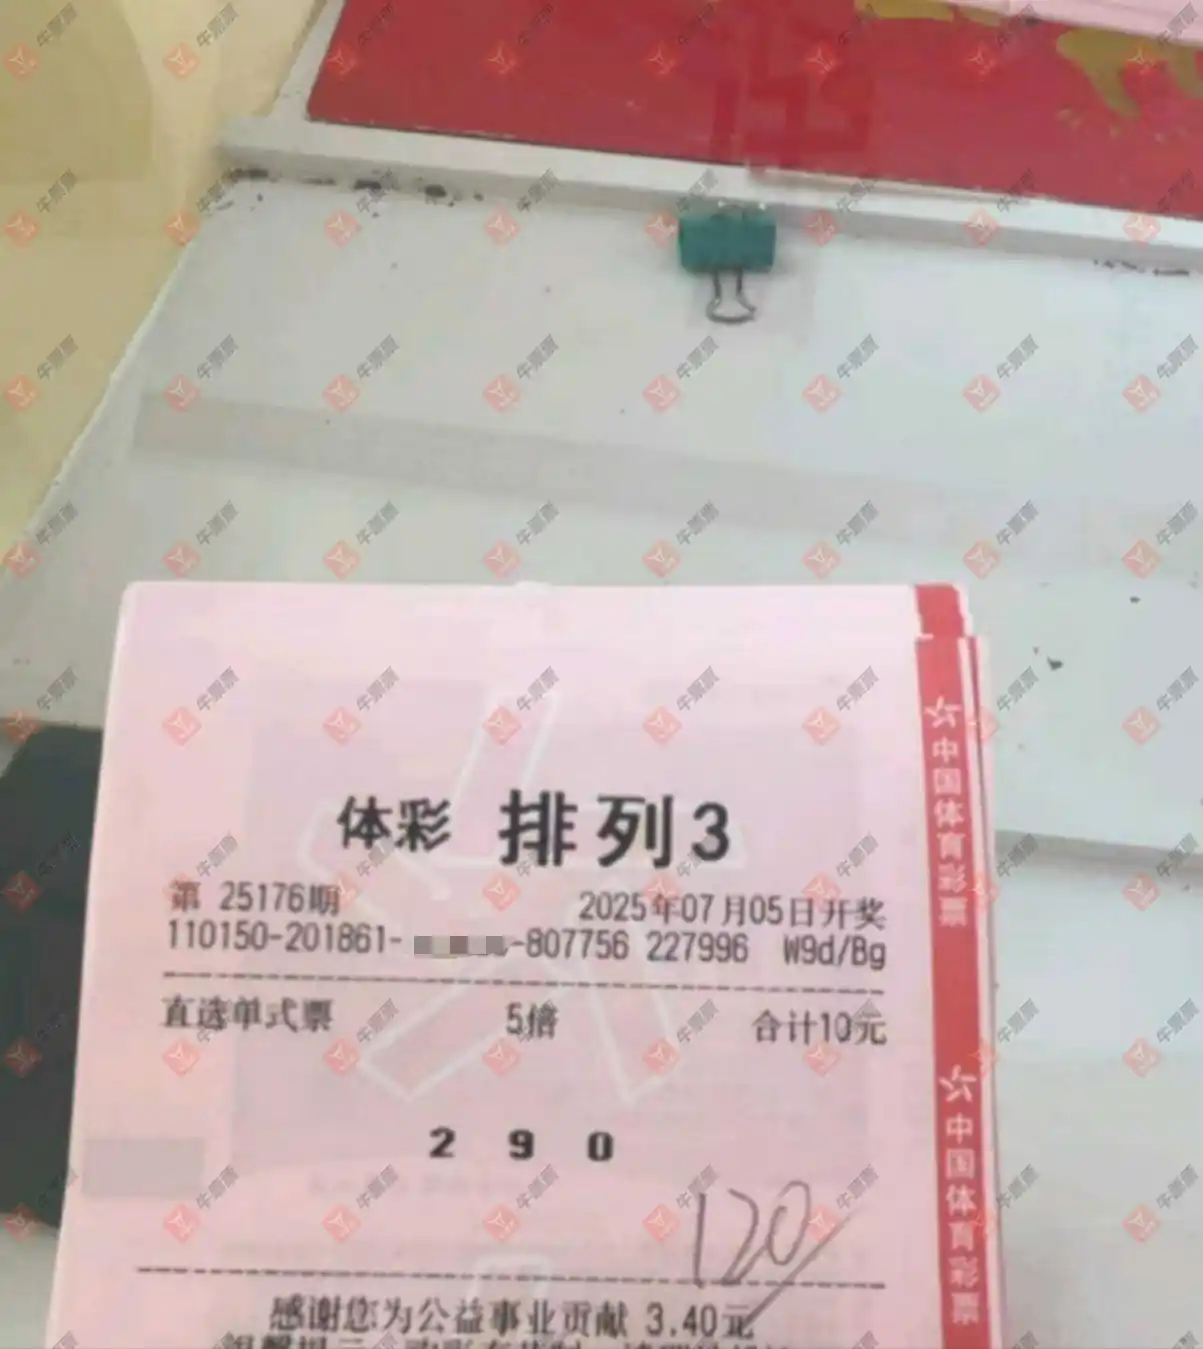 体彩 排列3
第 25176期 2025年07月05日开奖
110150-201861- -807756 227996 W9d/Bg
直选单式票 5倍 合计10元
2 9 0
120
感谢您为公益事业贡献 3.40元
中国体育彩票
中国体育彩票
牛票票